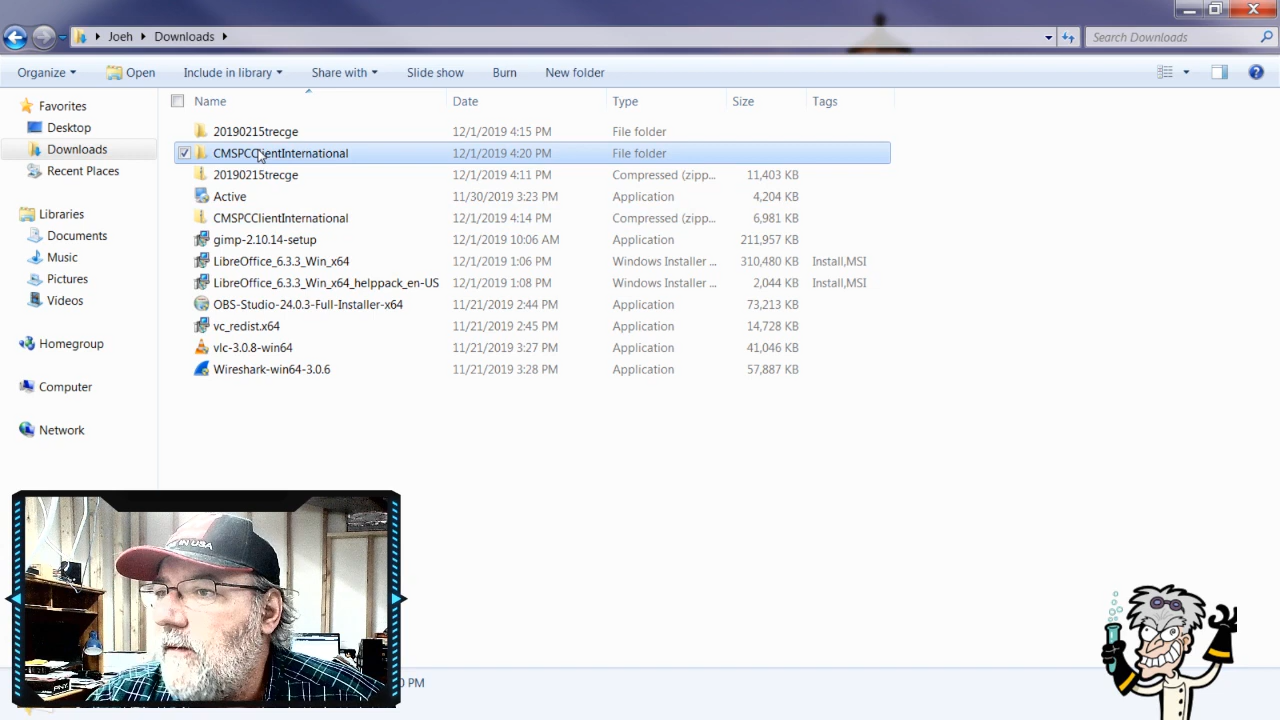 Joeh Downloads Search Downloads
Organize Open Include in library Share with Slide show Burn New folder
Favorites
Desktop
Downloads
Recent Places
Libraries
Documents
Music
Pictures
Videos
Homegroup
Computer
Network
Name Date Type Size Tags
20190215trecge 12/1/2019 4:15 PM File folder
CMSPCClientInternational 12/1/2019 4:20 PM File folder
20190215trecge 12/1/2019 4:11 PM Compressed (zipp... 11,403 KB
Active 11/30/2019 3:23 PM Application 4,204 KB
CMSPCClientInternational 12/1/2019 4:14 PM Compressed (zipp... 6,981 KB
gimp-2.10.14-setup 12/1/2019 10:06 AM Application 211,957 KB
LibreOffice_6.3.3_Win_x64 12/1/2019 1:06 PM Windows Installer ... 310,480 KB Install,MSI
LibreOffice_6.3.3_Win_x64_helppack_en-US 12/1/2019 1:08 PM Windows Installer ... 2,044 KB Install,MSI
OBS-Studio-24.0.3-Full-Installer-x64 11/21/2019 2:44 PM Application 73,213 KB
vc_redist.x64 11/21/2019 2:45 PM Application 14,728 KB
vlc-3.0.8-win64 11/21/2019 3:27 PM Application 41,046 KB
Wireshark-win64-3.0.6 11/21/2019 3:28 PM Application 57,887 KB
IN USA
PNY
PM